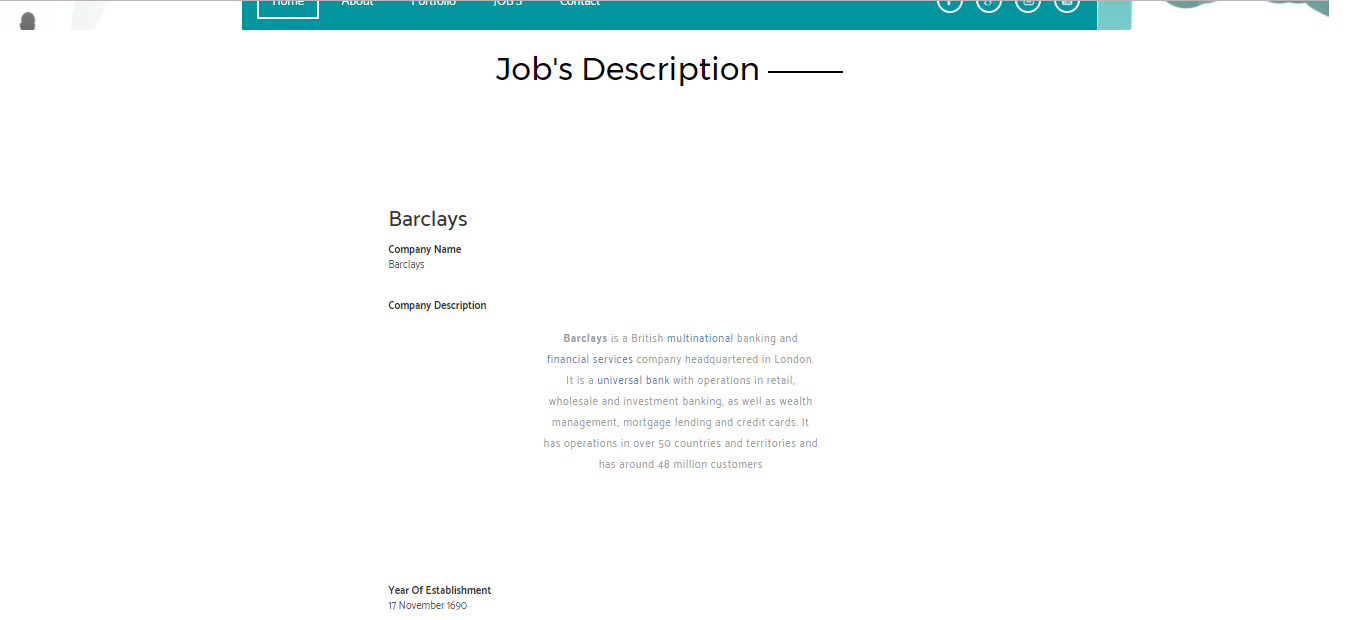 Home About Portfolio JOB'S Contact
Job's Description
Barclays
Company Name
Barclays
Company Description
Barclays is a British multinational banking and
financial services company headquartered in London.
It is a universal bank with operations in retail,
wholesale and investment banking, as well as wealth
management, mortgage lending and credit cards. It
has operations in over 50 countries and territories and
has around 48 million customers
Year Of Establishment
17 November 1690